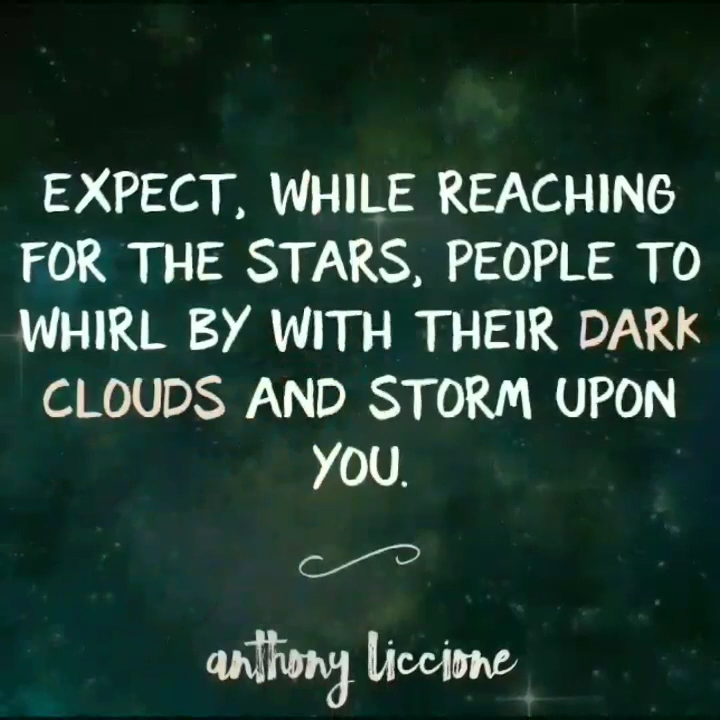 EXPECT, WHILE REACHING
FOR THE STARS, PEOPLE TO
WHIRL BY WITH THEIR DARK
CLOUDS AND STORM UPON
YOU.
anthony liccione